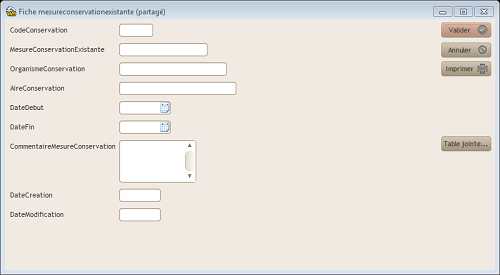 Fiche mesureconservationexistante (partagé)
CodeConservation
Valider
MesureConservationExistante
Annuler
OrganismeConservation
Imprimer
AireConservation
DateDebut
DateFin
CommentaireMesureConservation
Table jointe...
DateCreation
DateModification